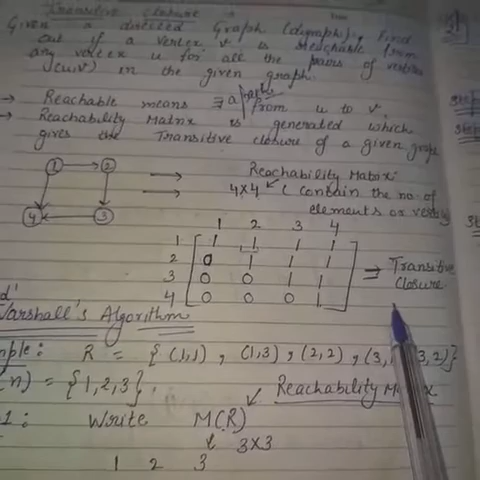 Transitive closure
Given a directed Graph (digraph), find
out if a vertex v is reachable from
any vertex u for all the pairs of vertices
(u,v) in the given graph.
→ Reachable means ∃ a path from u to v.
→ Reachability Matrix is generated which
gives the Transitive closure of a given graph
1 → 2 → Reachability Matrix:
→ 4x4 ( contain the no. of
4 3 elements or
1 2 3 4
1 1 1 1 1
2 0 1 1 1 ⇒ Transitive
3 0 0 1 1 Closure
4 0 0 0 1
Warshall's Algorithm
R = { (1,1), (1,3), (2,2), (3, 3,2)}
(n) = {1,2,3}, Reachability
1: Write M(R)
3x3
1 2 3